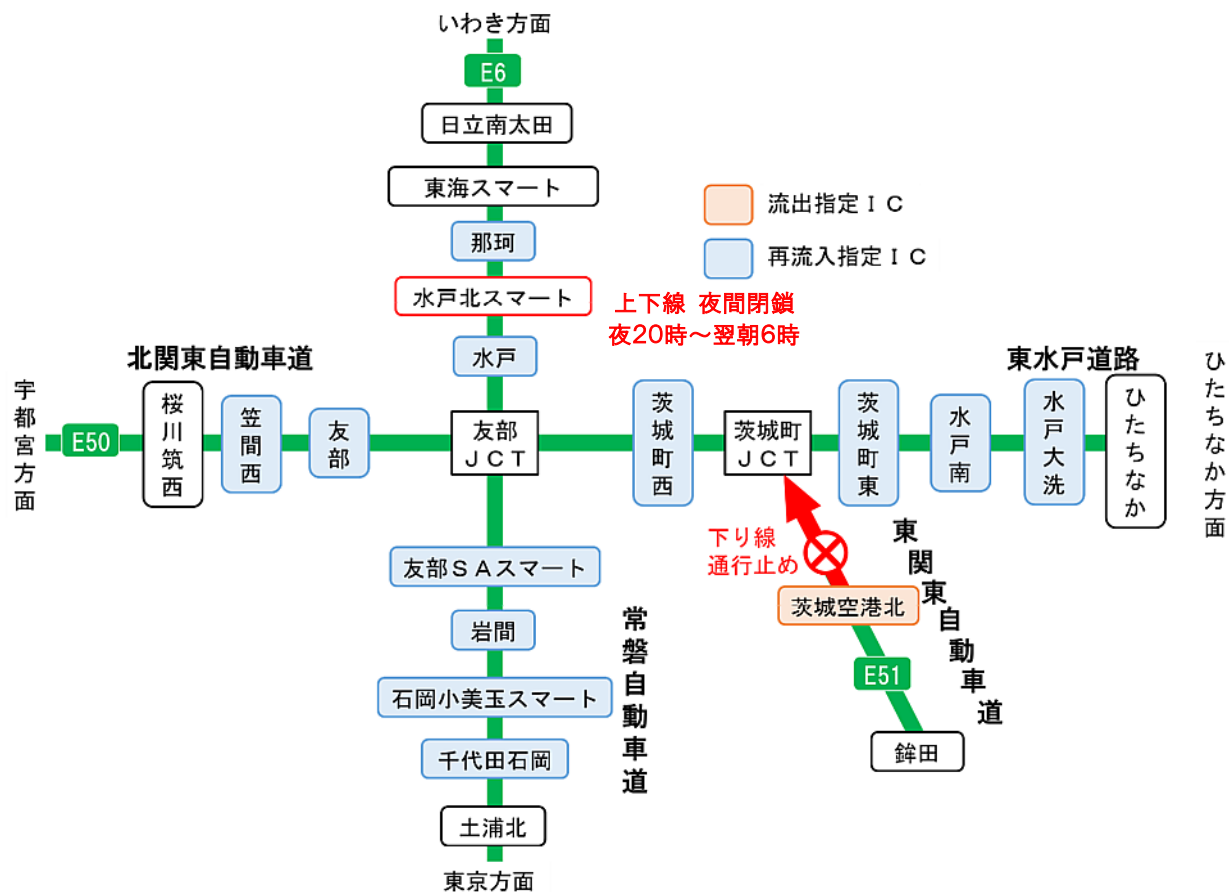 いわき方面
E6
日立南太田
東海スマート
那珂
水戸北スマート
水戸
流出指定ＩＣ
再流入指定ＩＣ
上下線 夜間閉鎖
夜20時～翌朝6時
北関東自動車道
東水戸道路
宇都宮方面
E50
桜川筑西
笠間西
友部
友部
ＪＣＴ
茨城町西
茨城町
ＪＣＴ
茨城町東
水戸南
水戸大洗
ひたちなか
ひたちなか方面
下り線
通行止め
東関東自動車道
茨城空港北
E51
鉾田
友部ＳＡスマート
岩間
石岡小美玉スマート
千代田石岡
常磐自動車道
土浦北
東京方面